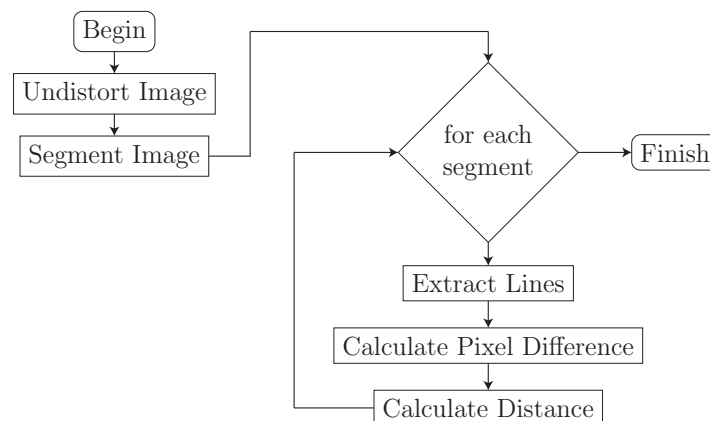 Begin
Undistort Image
Segment Image
for each
segment
Finish
Extract Lines
Calculate Pixel Difference
Calculate Distance